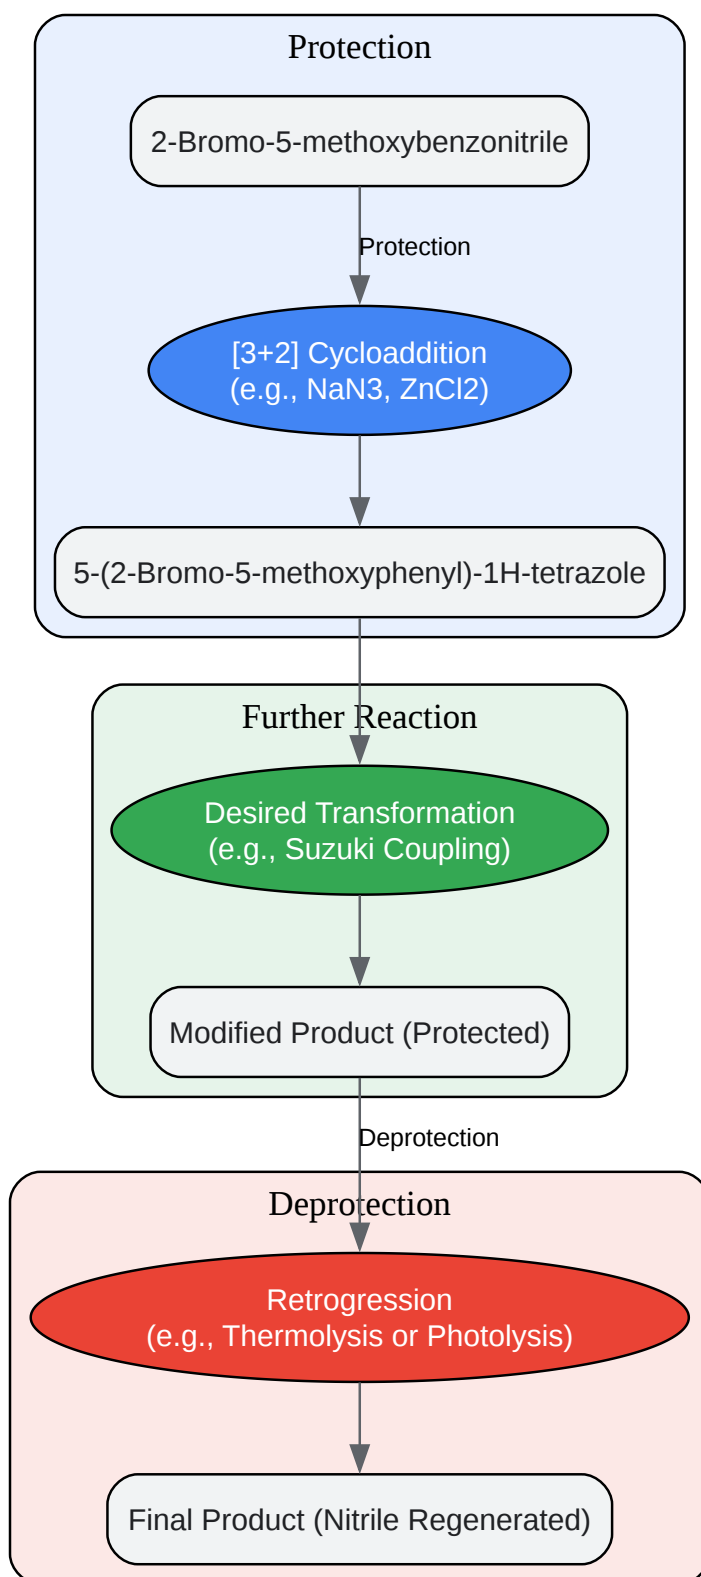 Protection
2-Bromo-5-methoxybenzonitrile
Protection
[3+2] Cycloaddition
(e.g., NaN3, ZnCl2)
5-(2-Bromo-5-methoxyphenyl)-1H-tetrazole
Further Reaction
Desired Transformation
(e.g., Suzuki Coupling)
Modified Product (Protected)
Deprotection
Deprotection
Retrogression
(e.g., Thermolysis or Photolysis)
Final Product (Nitrile Regenerated)